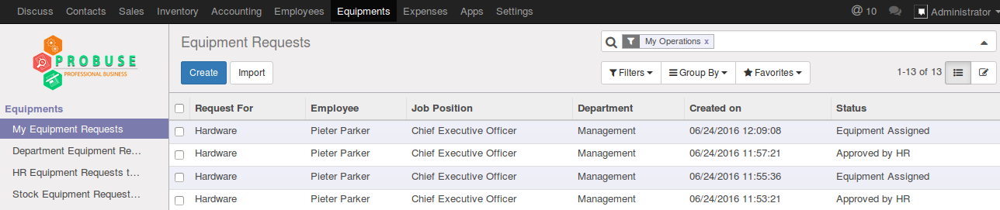 Discuss Contacts Sales Inventory Accounting Employees Equipments Expenses Apps Settings @ 10 Administrator
PROBUSE
PROFESSIONAL BUSINESS
Equipments
My Equipment Requests
Department Equipment Re...
HR Equipment Requests t...
Stock Equipment Request...
Equipment Requests
My Operations x
Create Import
Filters Group By Favorites 1-13 of 13
Request For Employee Job Position Department Created on Status
Hardware Pieter Parker Chief Executive Officer Management 06/24/2016 12:09:08 Equipment Assigned
Hardware Pieter Parker Chief Executive Officer Management 06/24/2016 11:57:21 Approved by HR
Hardware Pieter Parker Chief Executive Officer Management 06/24/2016 11:55:36 Equipment Assigned
Hardware Pieter Parker Chief Executive Officer Management 06/24/2016 11:53:21 Approved by HR